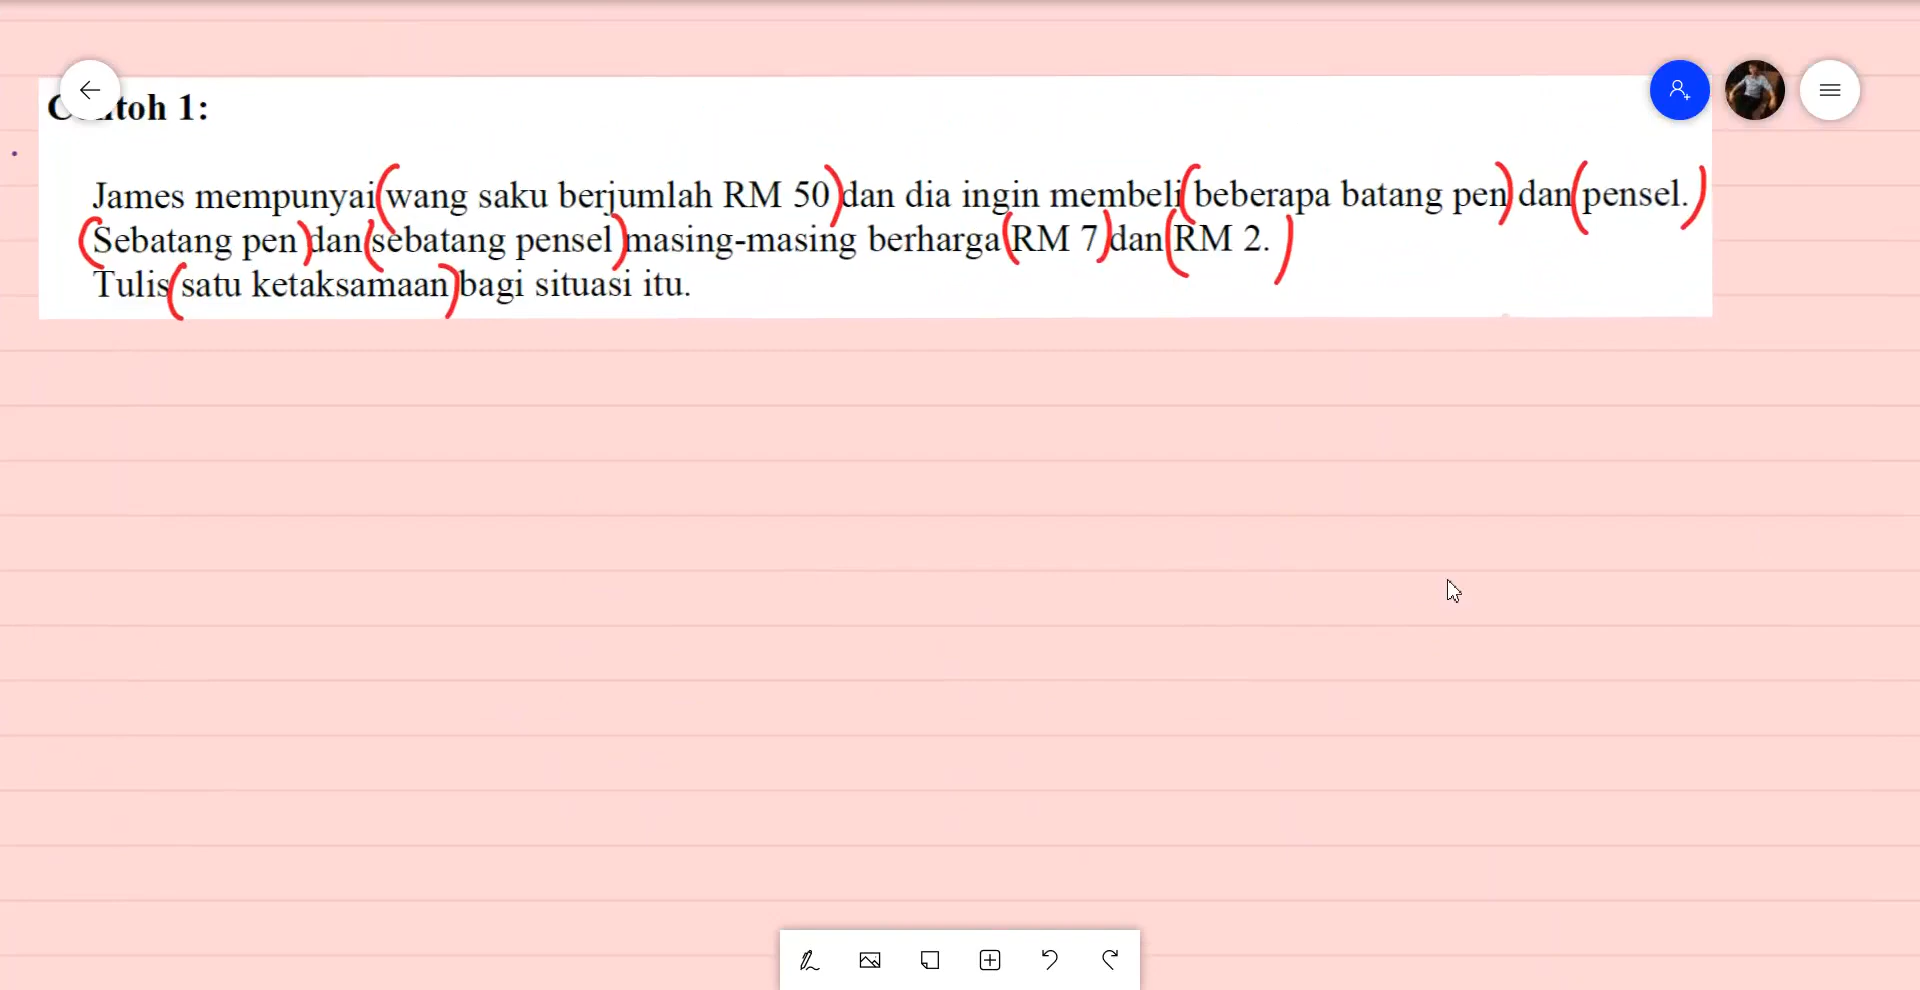 C toh 1:
James mempunyai (wang saku berjumlah RM 50) dan dia ingin membeli (beberapa batang pen) dan (pensel.)
(Sebatang pen) dan (sebatang pensel) masing-masing berharga (RM 7) dan (RM 2.)
Tulis (satu ketaksamaan) bagi situasi itu.